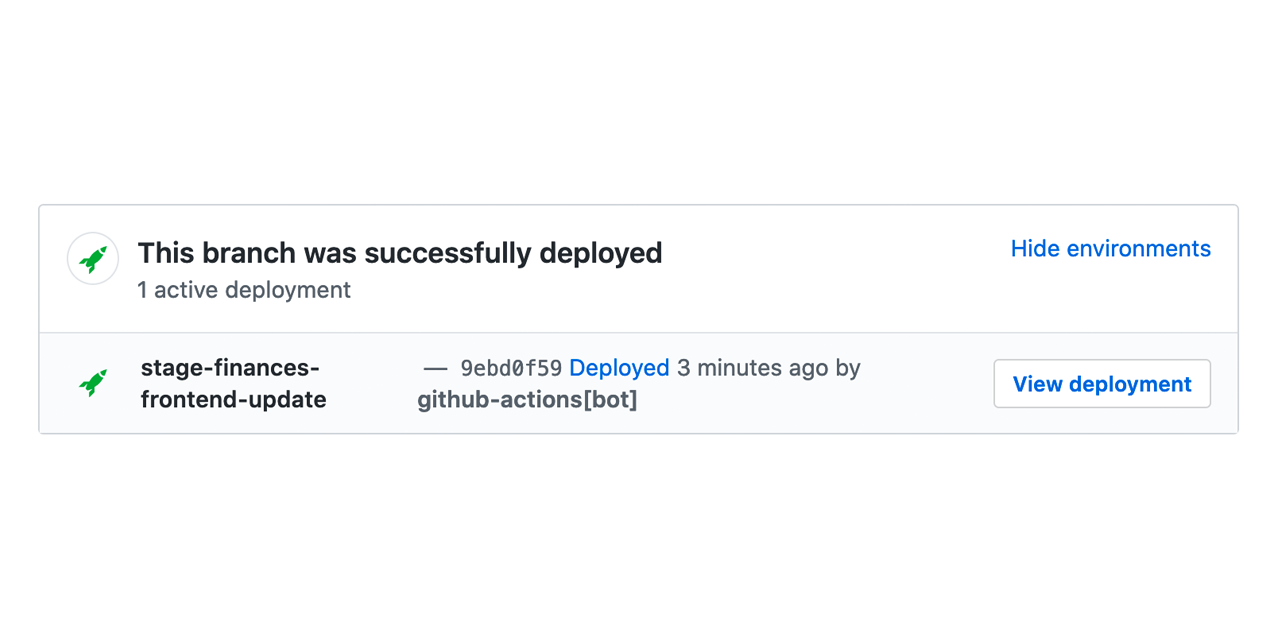 This branch was successfully deployed
Hide environments
1 active deployment
stage-finances-
frontend-update
— 9ebd0f59 Deployed 3 minutes ago by
github-actions[bot]
View deployment